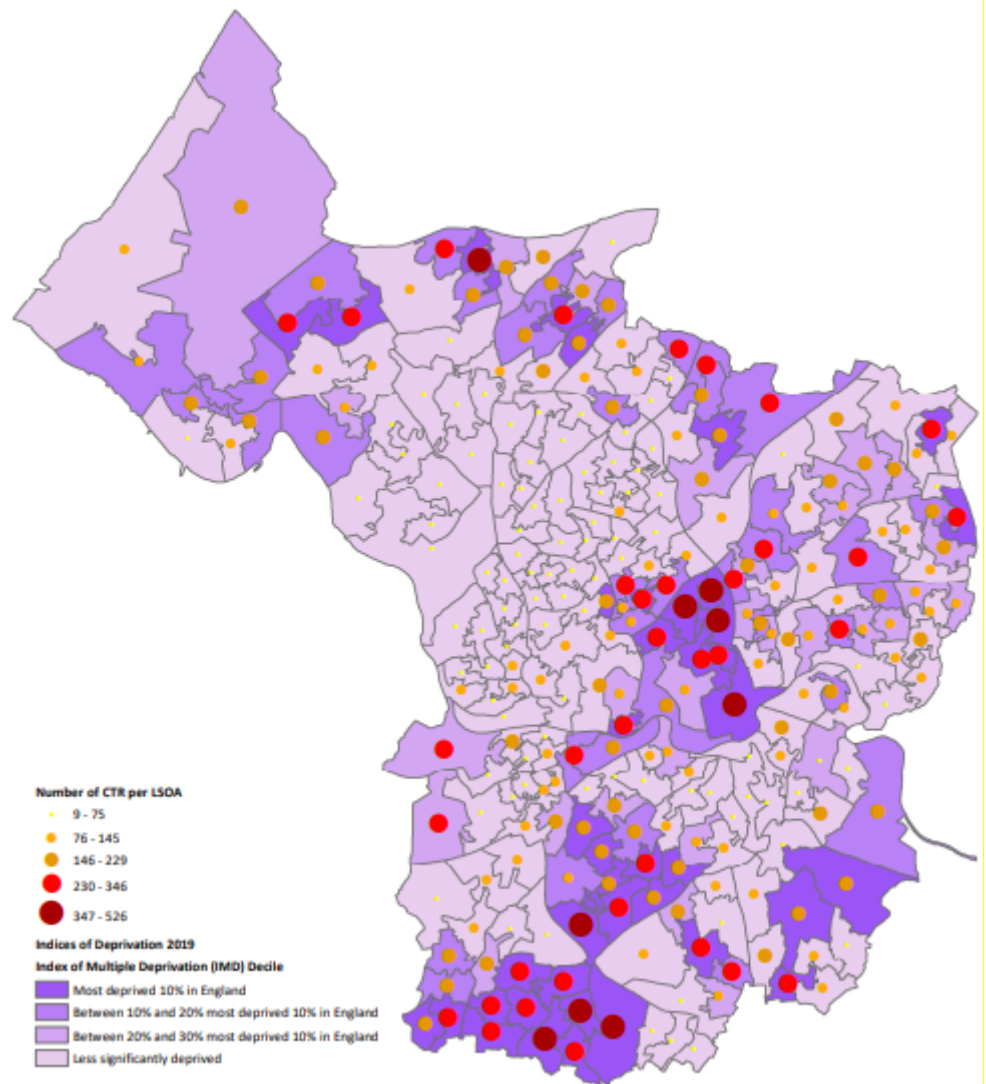 Number of CTR per LSOA
9 - 75
76 - 145
146 - 229
230 - 346
347 - 526
Indices of Deprivation 2019
Index of Multiple Deprivation (IMD) Decile
Most deprived 10% in England
Between 10% and 20% most deprived 10% in England
Between 20% and 30% most deprived 10% in England
Less significantly deprived